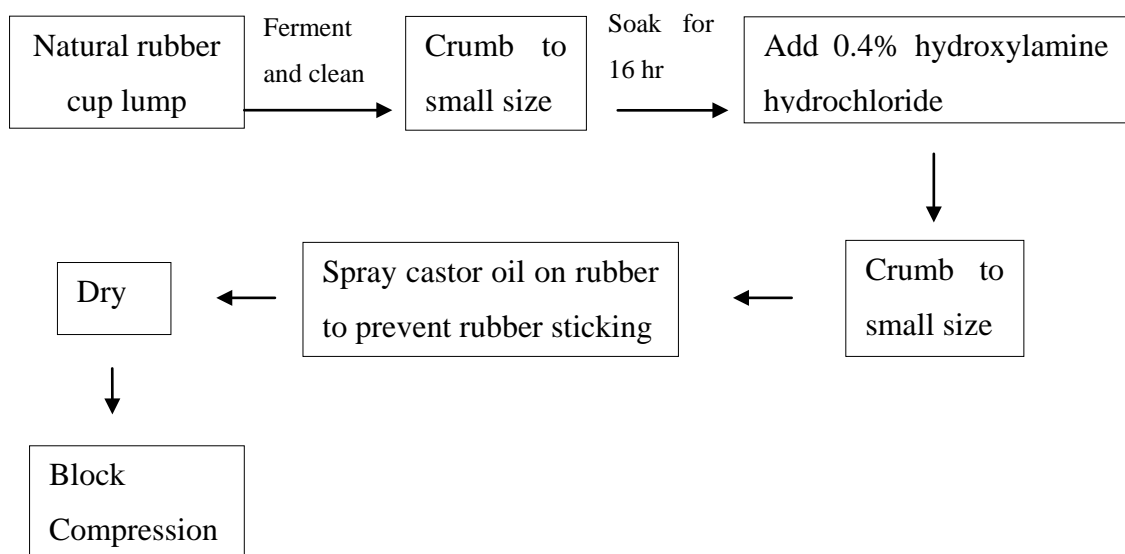 Natural rubber
cup lump
Ferment
and clean
Crumb to
small size
Soak for
16 hr
Add 0.4% hydroxylamine
hydrochloride
Crumb to
small size
Spray castor oil on rubber
to prevent rubber sticking
Dry
Block
Compression